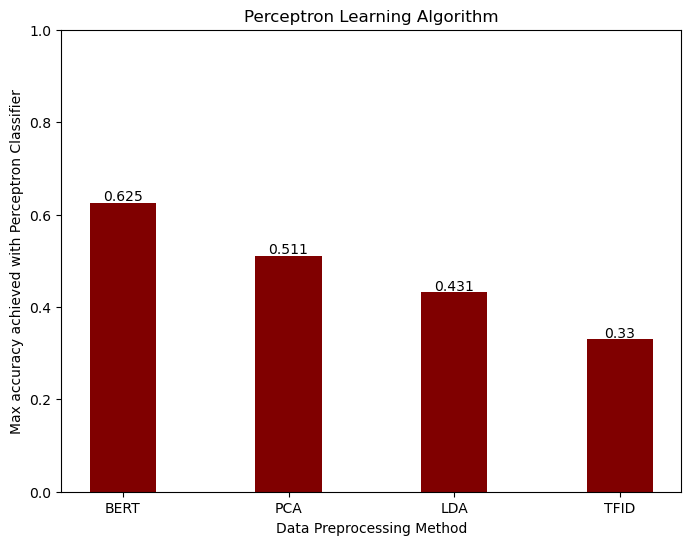 Perceptron Learning Algorithm
Max accuracy achieved with Perceptron Classifier
1.0
0.8
0.6
0.4
0.2
0.0
0.625
0.511
0.431
0.33
BERT
PCA
LDA
TFID
Data Preprocessing Method